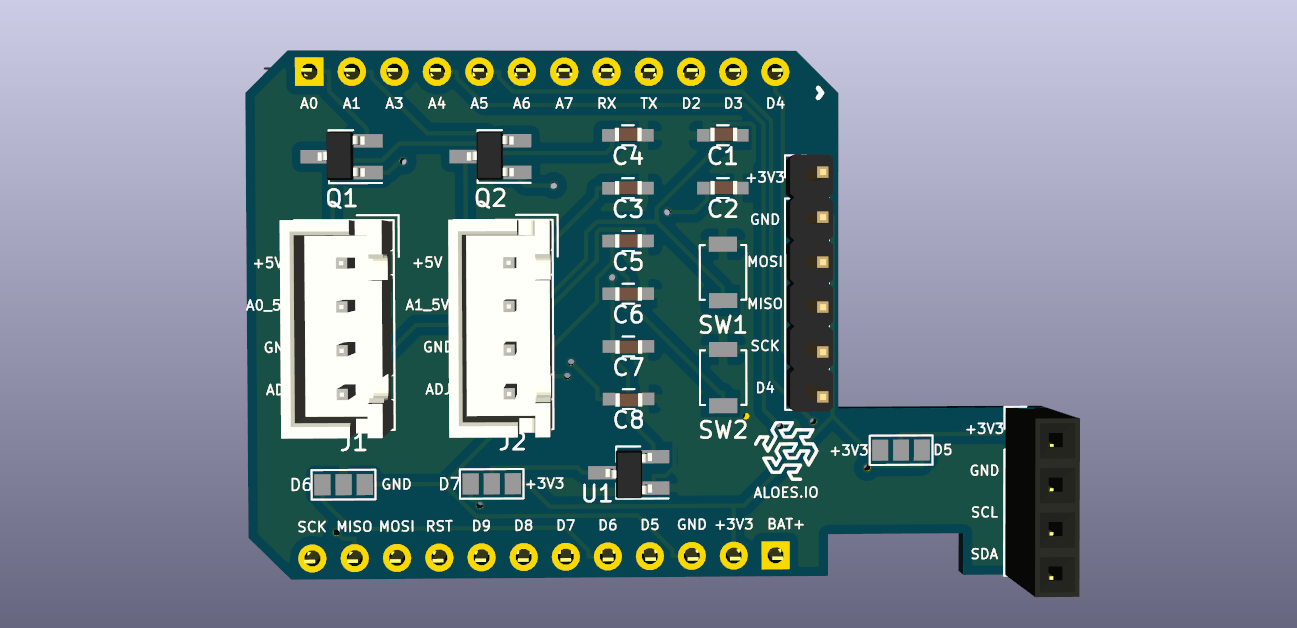 A0 A1 A3 A4 A5 A6 A7 RX TX D2 D3 D4
C4 C1
+3V3
Q1 Q2 C3 C2
GND
+5V +5V C5 MOSI
A0_5 A1_5V C6 MISO
SW1
GN GND SCK
C7
AD ADJ D4
C8 SW2
J1 J2
+3V3
+3V3 D5
GND
D6 GND D7 +3V3 U1 ALOES.IO
SCL
SCK MISO MOSI RST D9 D8 D7 D6 D5 GND +3V3 BAT+
SDA